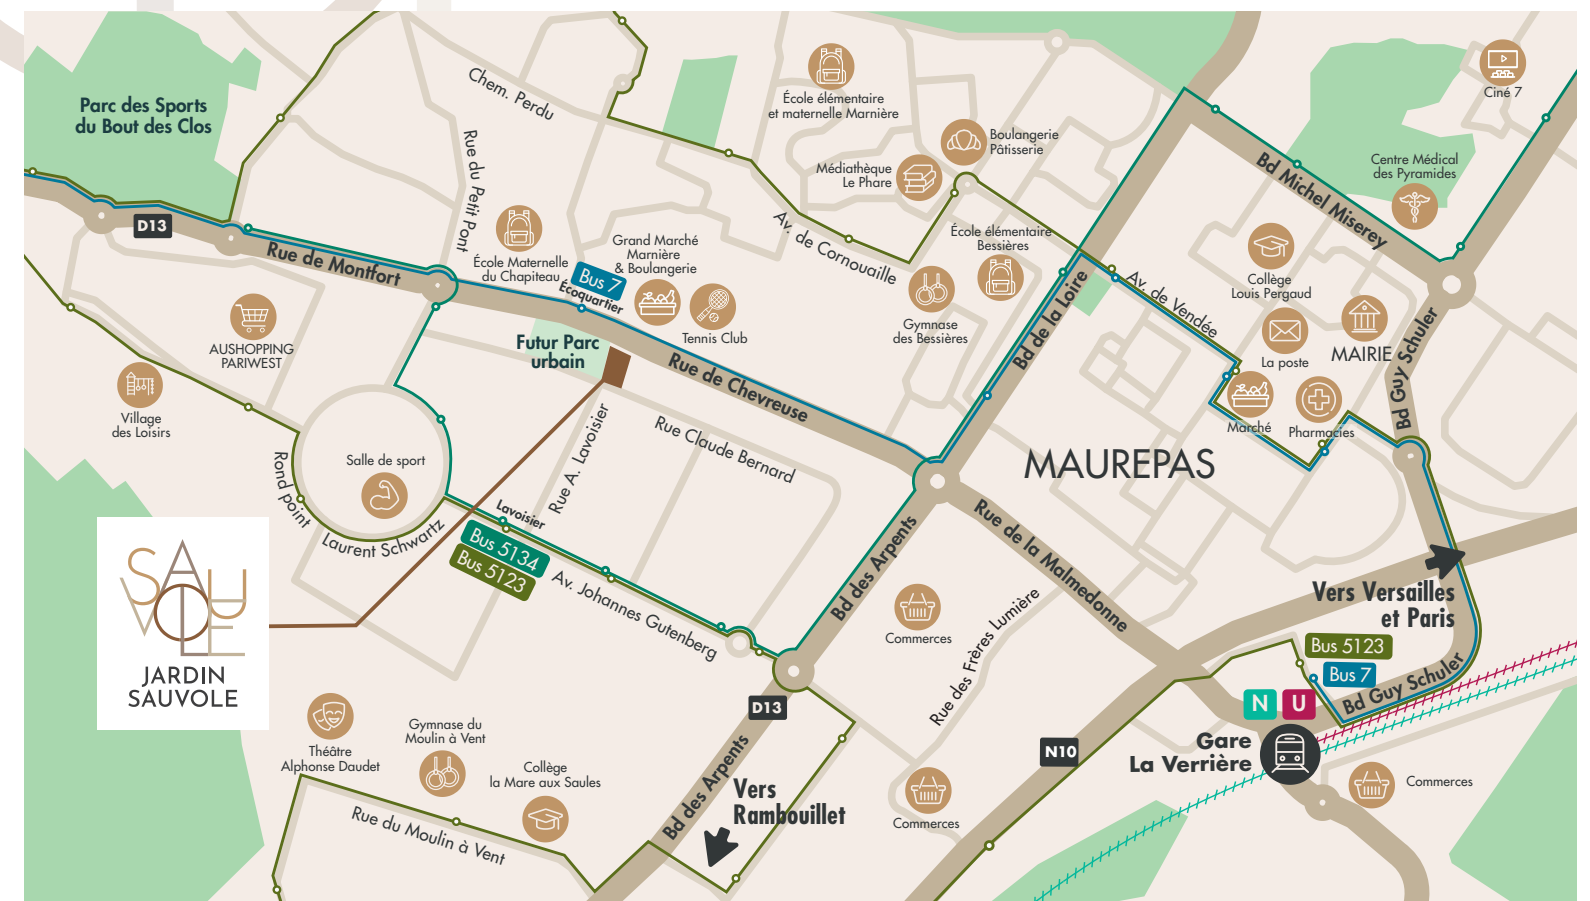 Parc des Sports
du Bout des Clos
Chem. Perdu
École élémentaire
et maternelle Marnière
Boulangerie
Pâtisserie
Médiathèque
Le Phare
Ciné 7
Centre Médical
des Pyramides
Bd Michel Miserey
D13
Rue de Montfort
Rue du Petit Pont
École Maternelle
du Chapiteau
Bus 7
Écoquartier
Grand Marché
Marnière
& Boulangerie
Tennis Club
Av. de Cornouaille
École élémentaire
Bessières
Gymnase
des Bessières
Bd de la Loire
Av. de Vendée
Collège
Louis Pergaud
La poste
MAIRIE
Bd Guy Schuler
Marché
Pharmacies
AUSHOPPING
PARIWEST
Village
des Loisirs
Futur Parc
urbain
Rue de Chevreuse
Rue Claude Bernard
Rue A. Lavoisier
MAUREPAS
Salle de sport
Rond point
Laurent Schwartz
Lavoisier
Bus 5134
Bus 5123
Av. Johannes Gutenberg
Bd des Arpents
Rue de la Malmedonne
Commerces
Rue des Frères Lumière
Vers Versailles
et Paris
Bus 5123
Bus 7
Bd Guy Schuler
N
U
Gare
La Verrière
N10
Commerces
Commerces
SAUVOLE
JARDIN
SAUVOLE
D13
Bd des Arpents
Vers
Rambouillet
Théâtre
Alphonse Daudet
Gymnase du
Moulin à Vent
Collège
la Mare aux Saules
Rue du Moulin à Vent